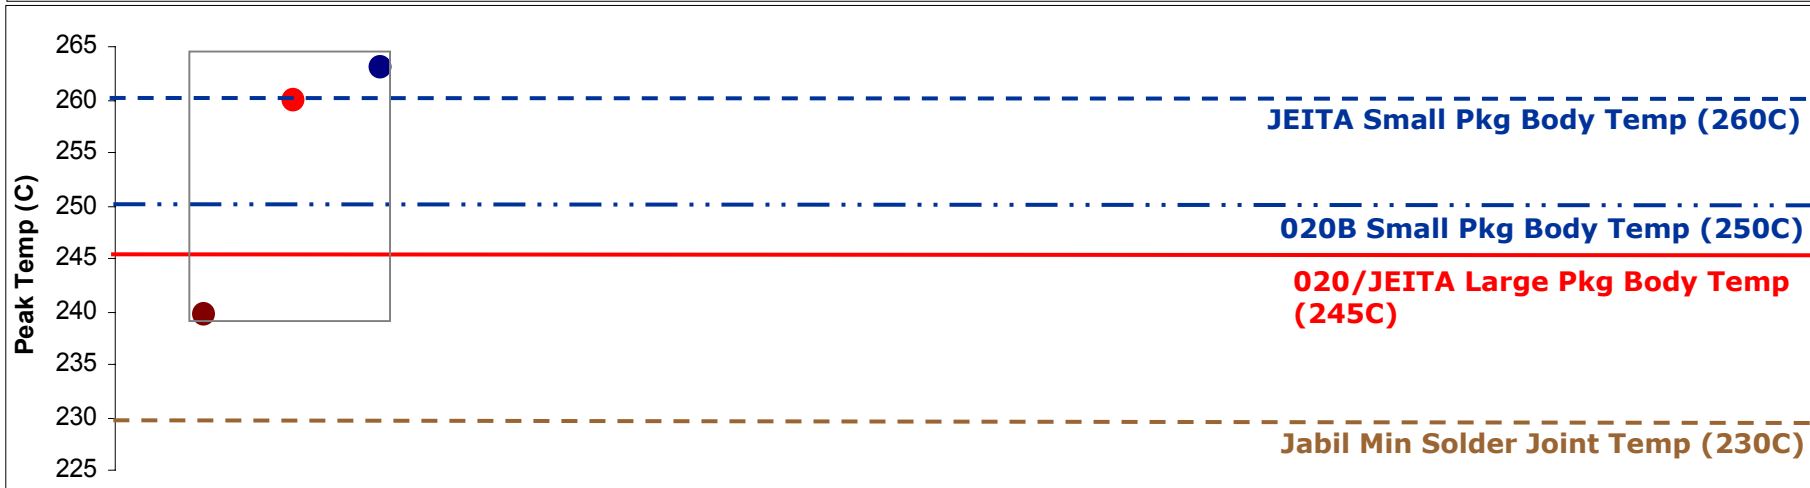 265
260
JEITA Small Pkg Body Temp (260C)
255
250
020B Small Pkg Body Temp (250C)
245
020/JEITA Large Pkg Body Temp
(245C)
240
235
230
Jabil Min Solder Joint Temp (230C)
225
Peak Temp (C)